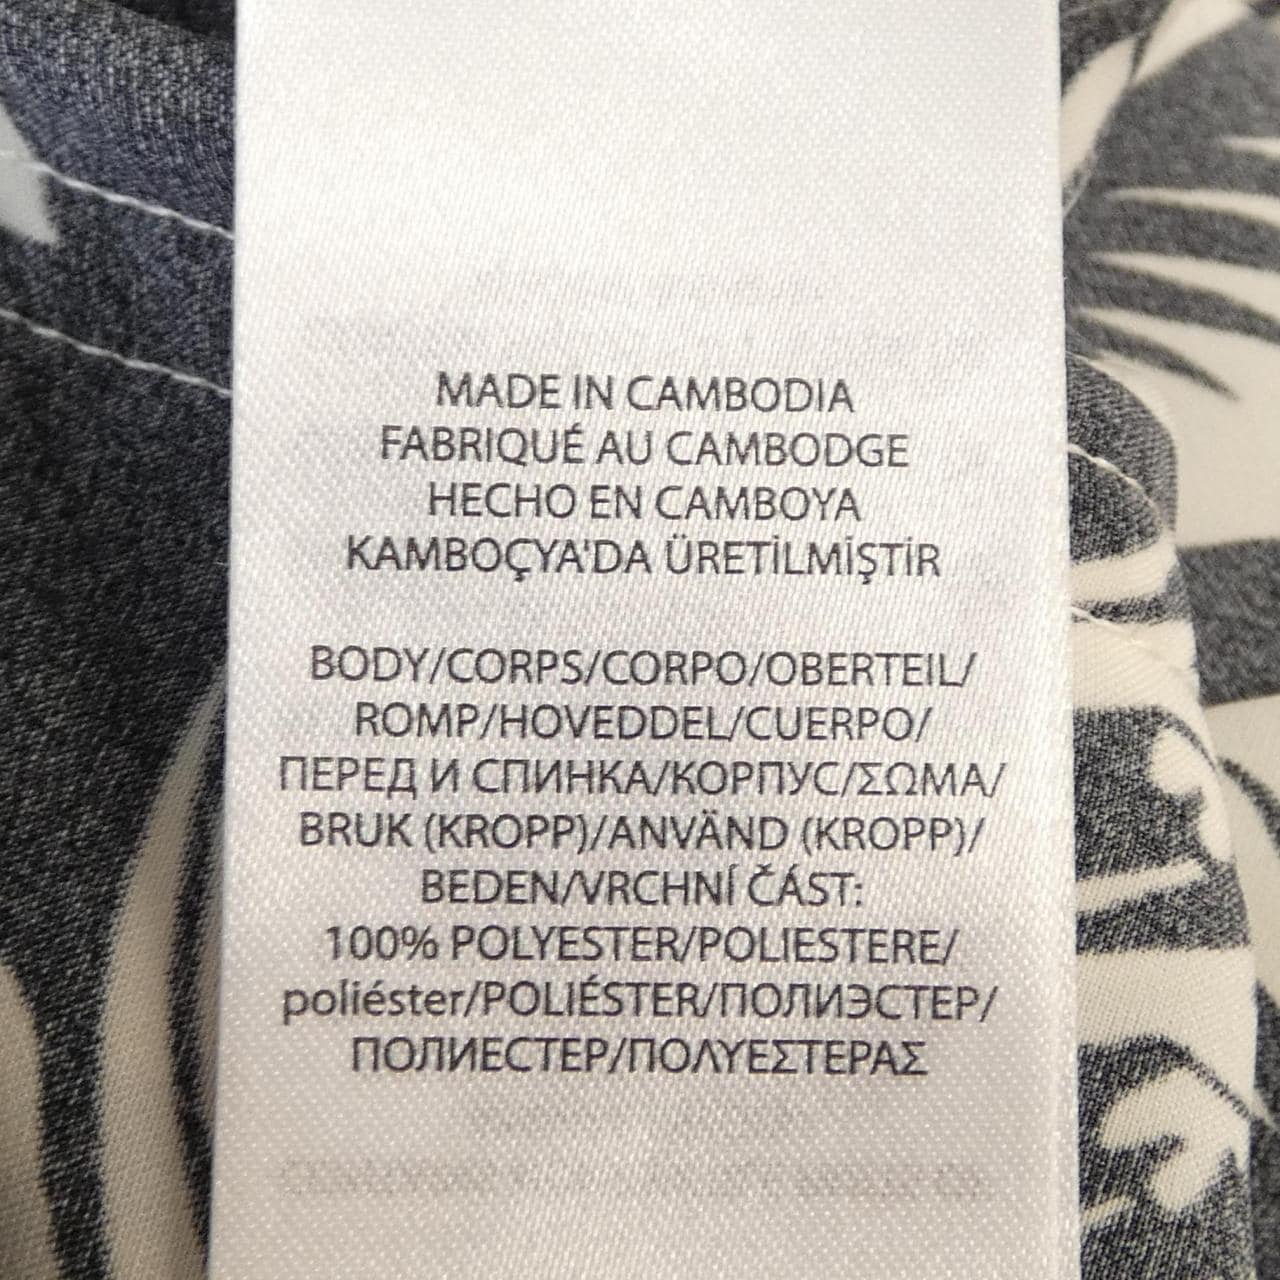 MADE IN CAMBODIA
FABRIQUÉ AU CAMBODGE
HECHO EN CAMBOYA
KAMBOÇYA'DA ÜRETİLMİŞTİR
BODY/CORPS/CORPO/OBERTEIL/
ROMP/HOVEDDEL/CUERPO/
ПЕРЕД И СПИНКА/КОРПУС/ΣΩΜΑ/
BRUK (KROPP)/ANVÄND (KROPP)/
BEDEN/VRCHNÍ ČÁST:
100% POLYESTER/POLIESTERE/
poliéster/POLIÉSTER/ПОЛИЭСТЕР/
ПОЛИЕСТЕР/ΠΟΛΥΕΣΤΕΡΑΣ